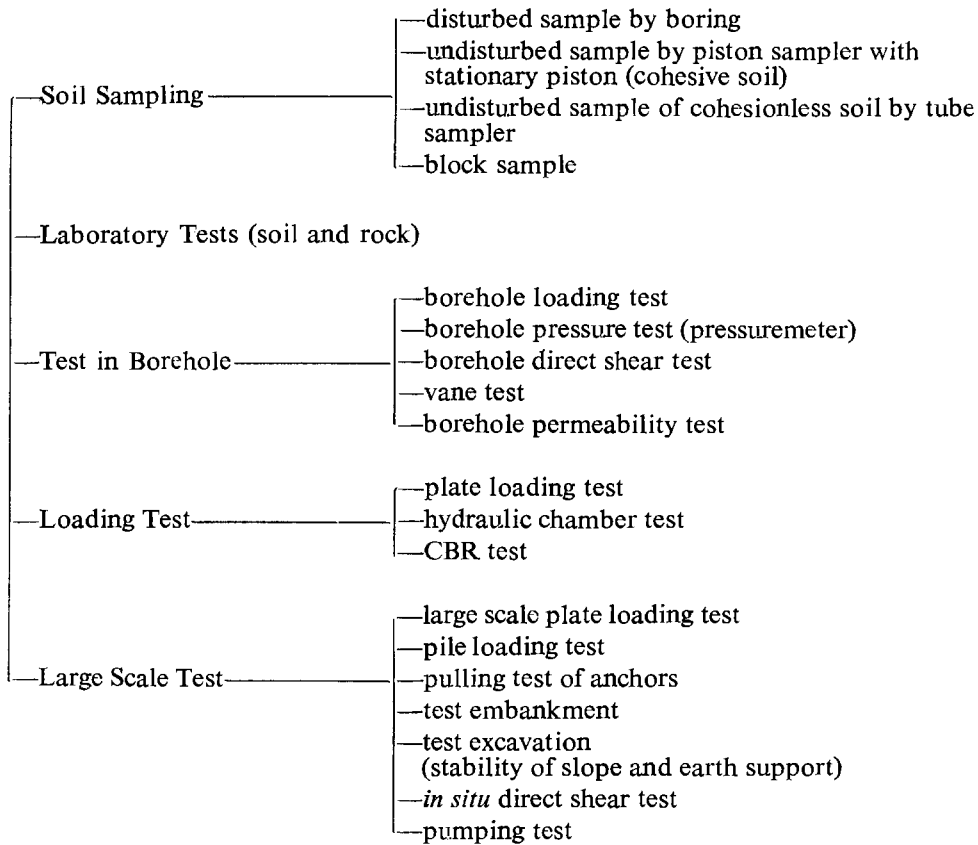 disturbed sample by boring
undisturbed sample by piston sampler with
stationary piston (cohesive soil)
Soil Sampling
undisturbed sample of cohesionless soil by tube
sampler
block sample
Laboratory Tests (soil and rock)
borehole loading test
borehole pressure test (pressuremeter)
Test in Borehole
borehole direct shear test
vane test
borehole permeability test
plate loading test
Loading Test
hydraulic chamber test
CBR test
large scale plate loading test
pile loading test
Large Scale Test
pulling test of anchors
test embankment
test excavation
(stability of slope and earth support)
in situ direct shear test
pumping test